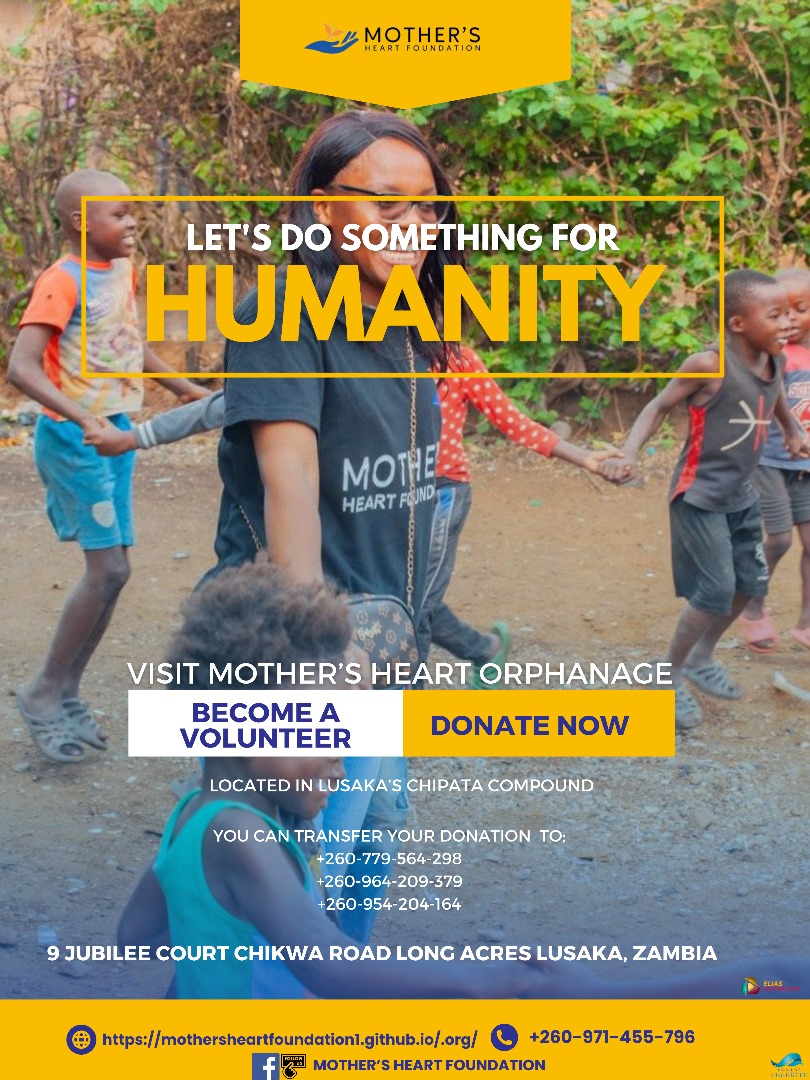 MOTHER'S
HEART FOUNDATION
LET'S DO SOMETHING FOR
HUMANITY
MOTHE
HEART FOUND
VISIT MOTHER'S HEART ORPHANAGE
BECOME A
VOLUNTEER
DONATE NOW
LOCATED IN LUSAKA'S CHIPATA COMPOUND
YOU CAN TRANSFER YOUR DONATION TO;
+260-779-564-298
+260-964-209-379
+260-954-204-164
9 JUBILEE COURT CHIKWA ROAD LONG ACRES LUSAKA, ZAMBIA
ELIAS
https://mothersheartfoundation1.github.io/.org/
+260-971-455-796
FOLLOW
US
MOTHER'S HEART FOUNDATION